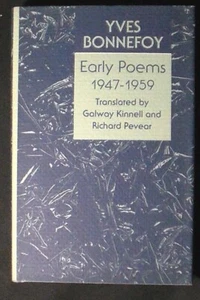 YVES
BONNEFOY
Early Poems
1947-1959
Translated by
Galway Kinnell and
Richard Pevear